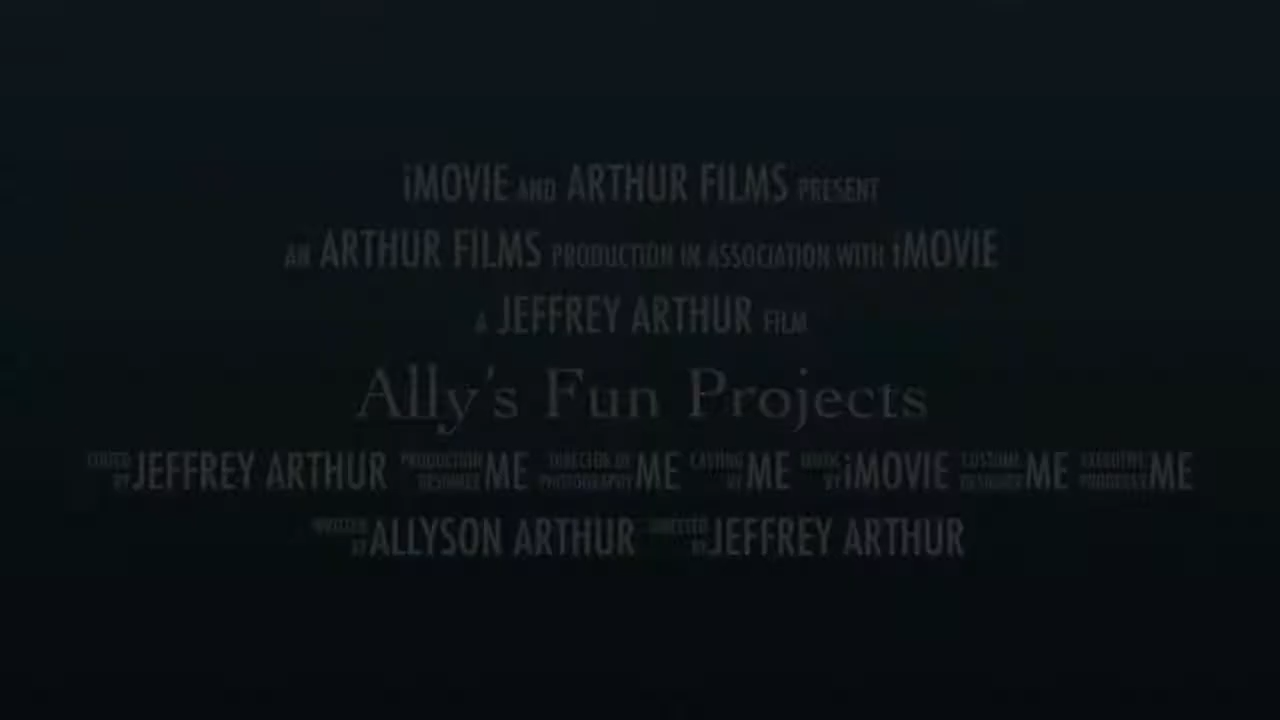 iMOVIE AND ARTHUR FILMS PRESENT
AN ARTHUR FILMS PRODUCTION IN ASSOCIATION WITH iMOVIE
A JEFFREY ARTHUR FILM
Ally's Fun Projects
EDITED BY JEFFREY ARTHUR PRODUCTION DESIGNER ME DIRECTOR OF PHOTOGRAPHY ME CASTING BY ME MUSIC BY iMOVIE COSTUME DESIGNER ME EXECUTIVE PRODUCER ME
WRITTEN BY ALLYSON ARTHUR DIRECTED BY JEFFREY ARTHUR